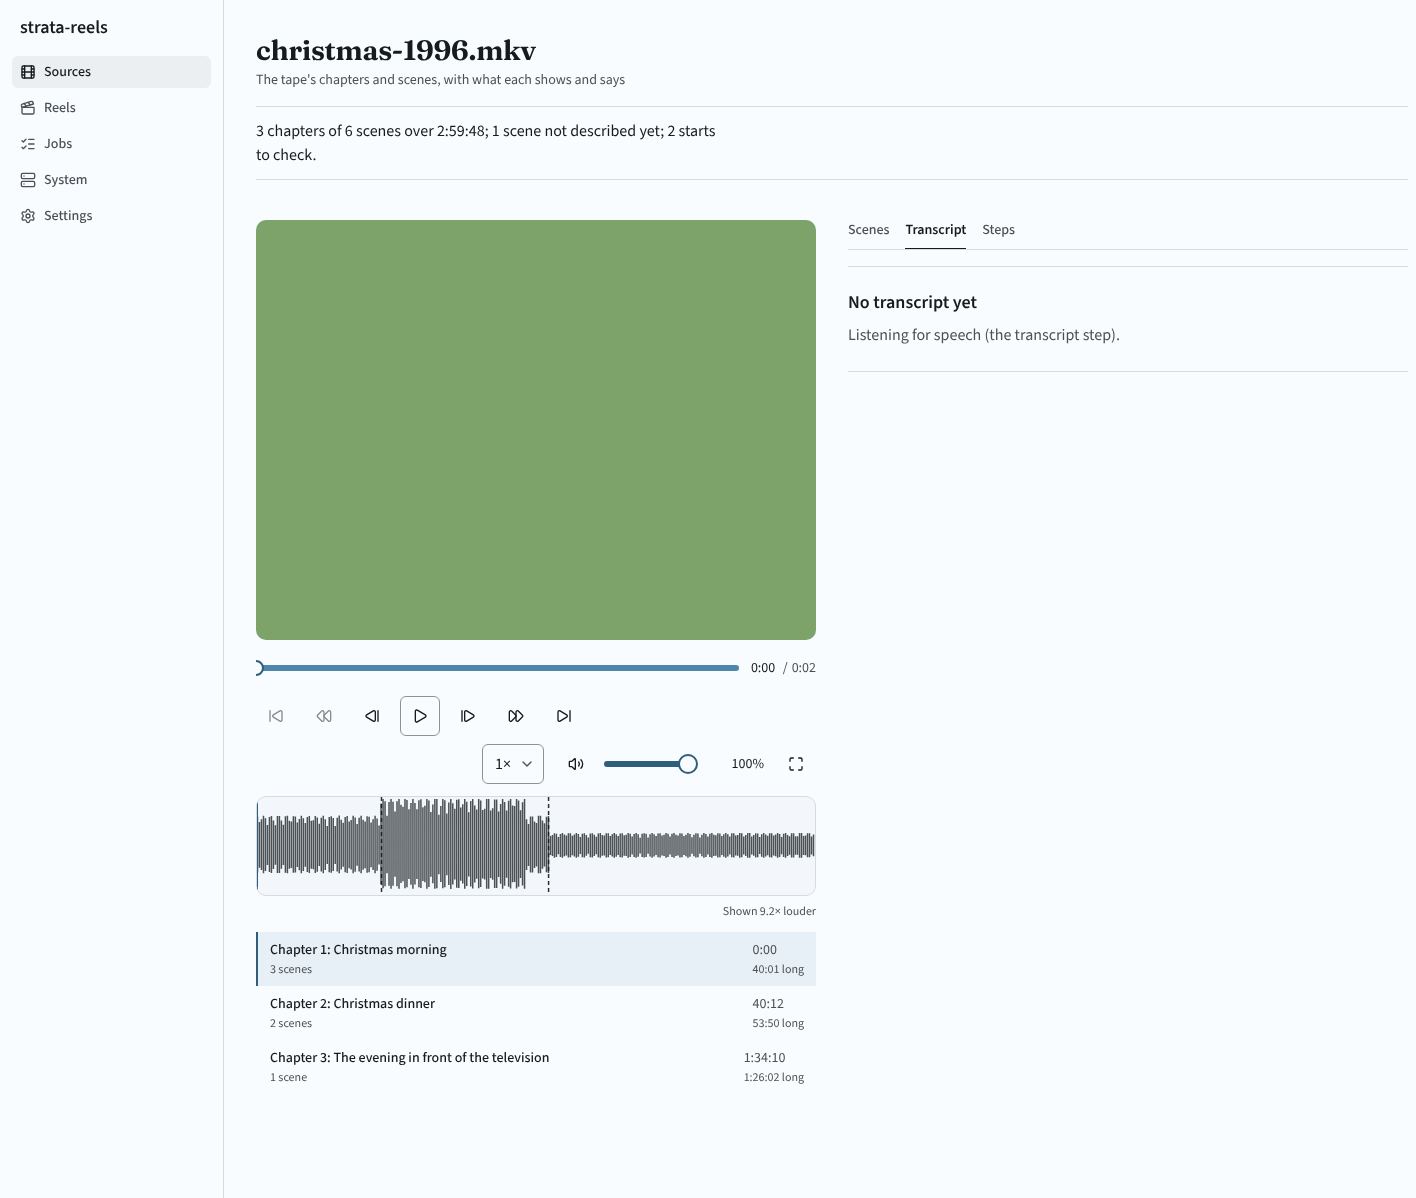 strata-reels
Sources
Reels
Jobs
System
Settings
christmas-1996.mkv
The tape's chapters and scenes, with what each shows and says
3 chapters of 6 scenes over 2:59:48; 1 scene not described yet; 2 starts
to check.
Scenes Transcript Steps
No transcript yet
Listening for speech (the transcript step).
0:00 / 0:02
1× 100%
Shown 9.2× louder
Chapter 1: Christmas morning 0:00
3 scenes 40:01 long
Chapter 2: Christmas dinner 40:12
2 scenes 53:50 long
Chapter 3: The evening in front of the television 1:34:10
1 scene 1:26:02 long